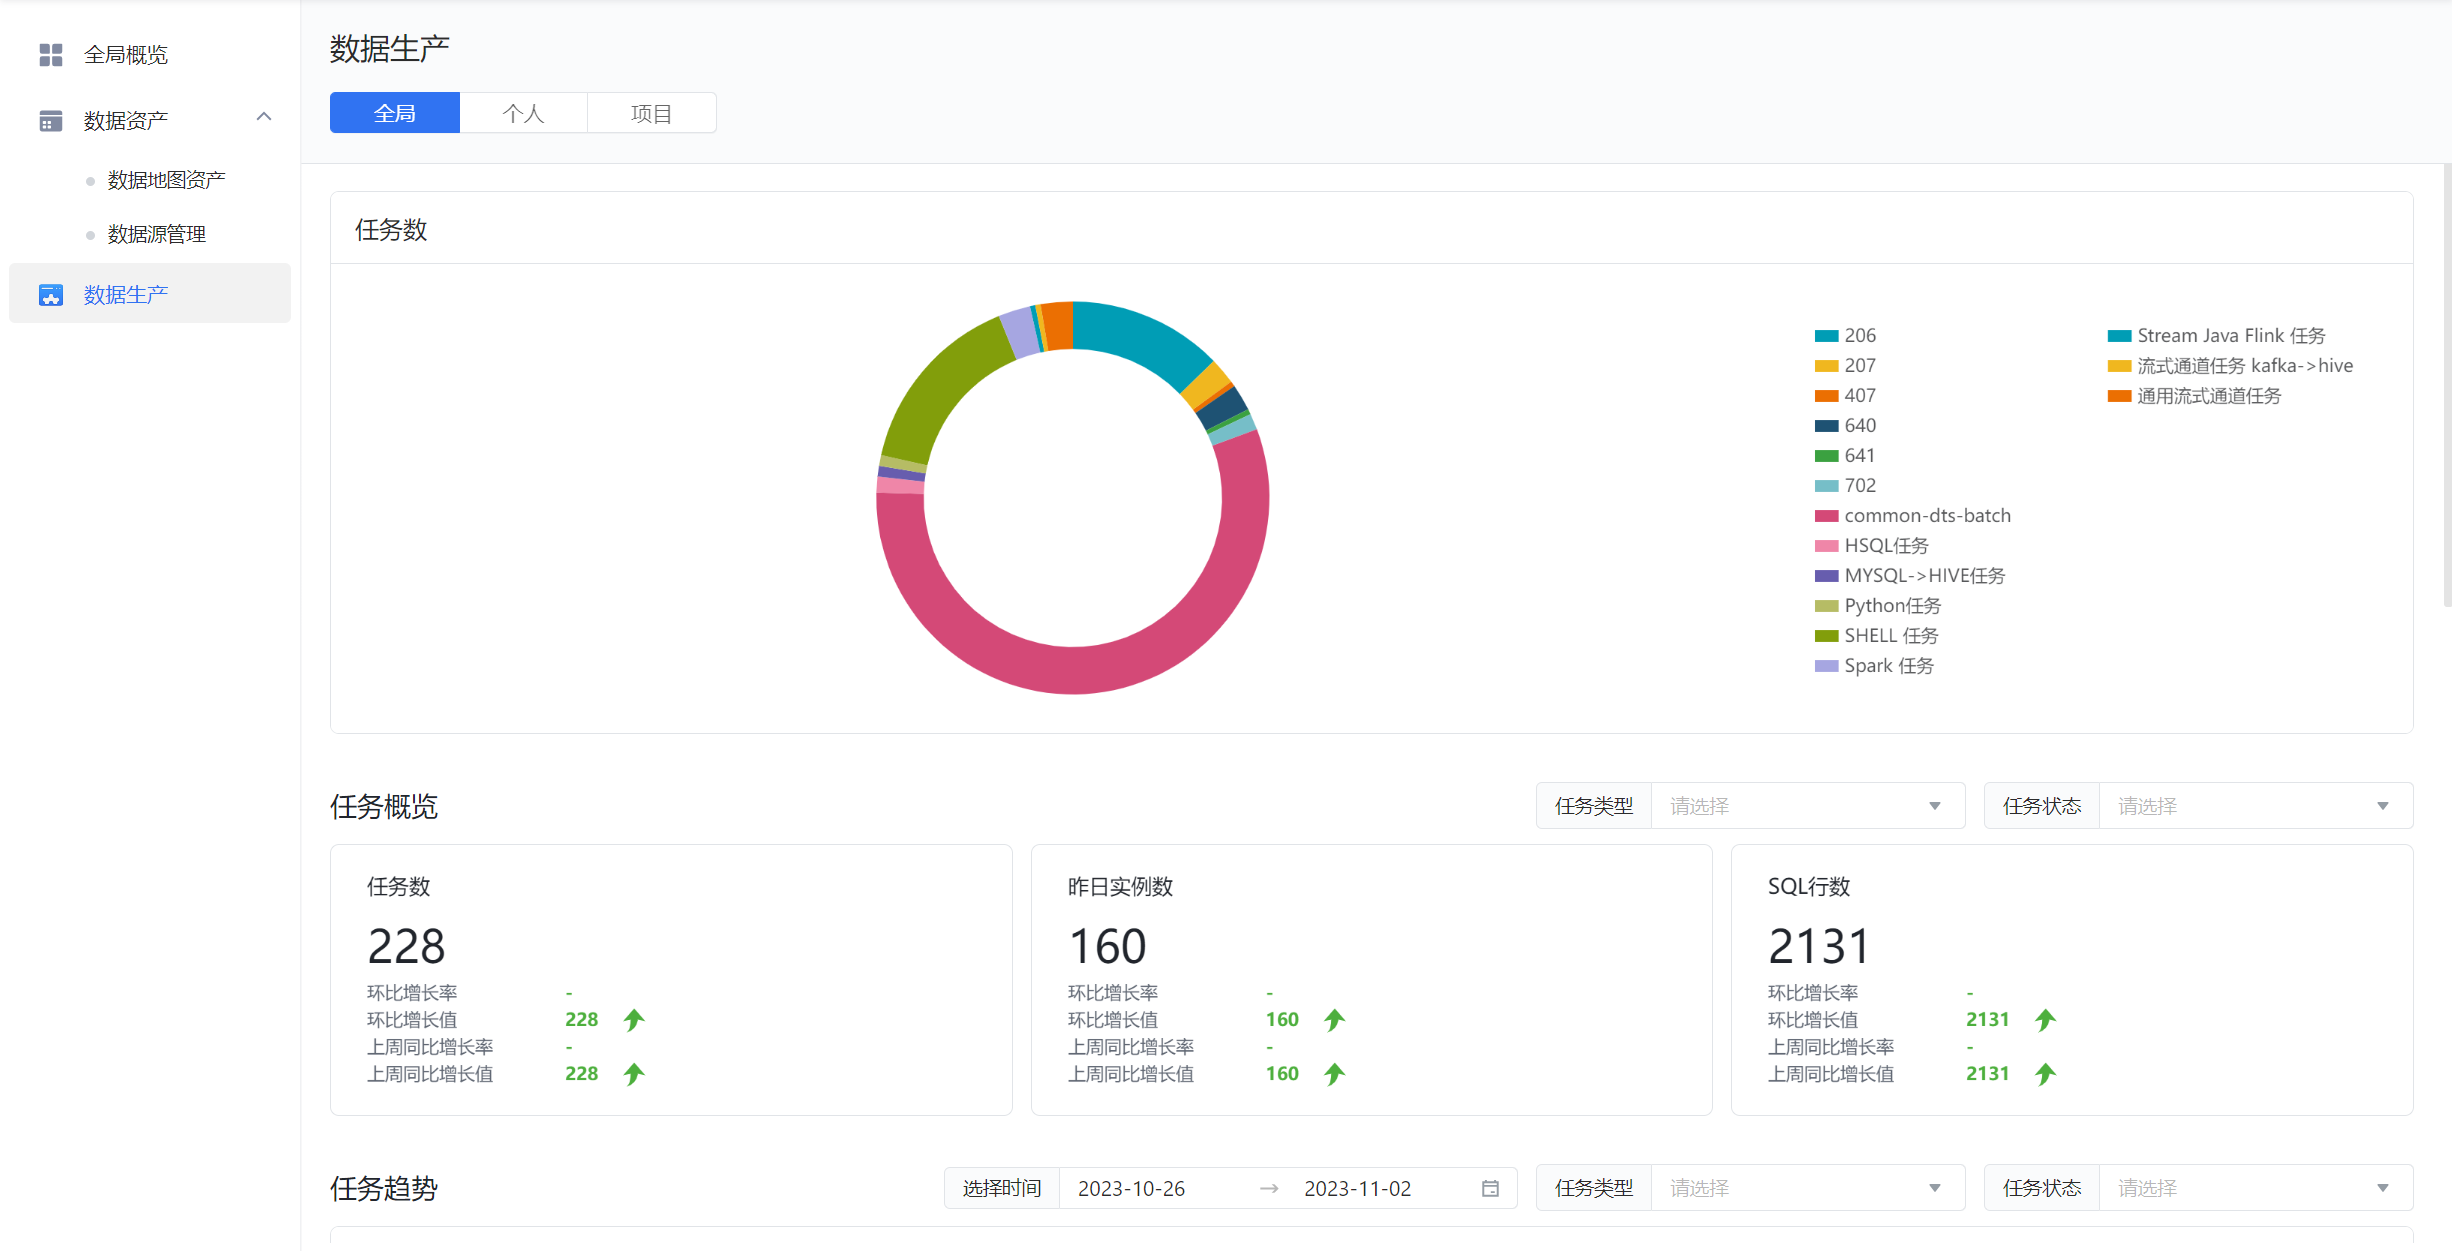 全局概览
数据资产
数据地图资产
数据源管理
数据生产
数据生产
全局 个人 项目
任务数
206
207
407
640
641
702
common-dts-batch
HSQL任务
MYSQL->HIVE任务
Python任务
SHELL 任务
Spark 任务
Stream Java Flink 任务
流式通道任务 kafka->hive
通用流式通道任务
任务概览
任务类型 请选择
任务状态 请选择
任务数
228
环比增长率 -
环比增长值 228
上周同比增长率 -
上周同比增长值 228
昨日实例数
160
环比增长率 -
环比增长值 160
上周同比增长率 -
上周同比增长值 160
SQL行数
2131
环比增长率 -
环比增长值 2131
上周同比增长率 -
上周同比增长值 2131
任务趋势
选择时间 2023-10-26 → 2023-11-02
任务类型 请选择
任务状态 请选择